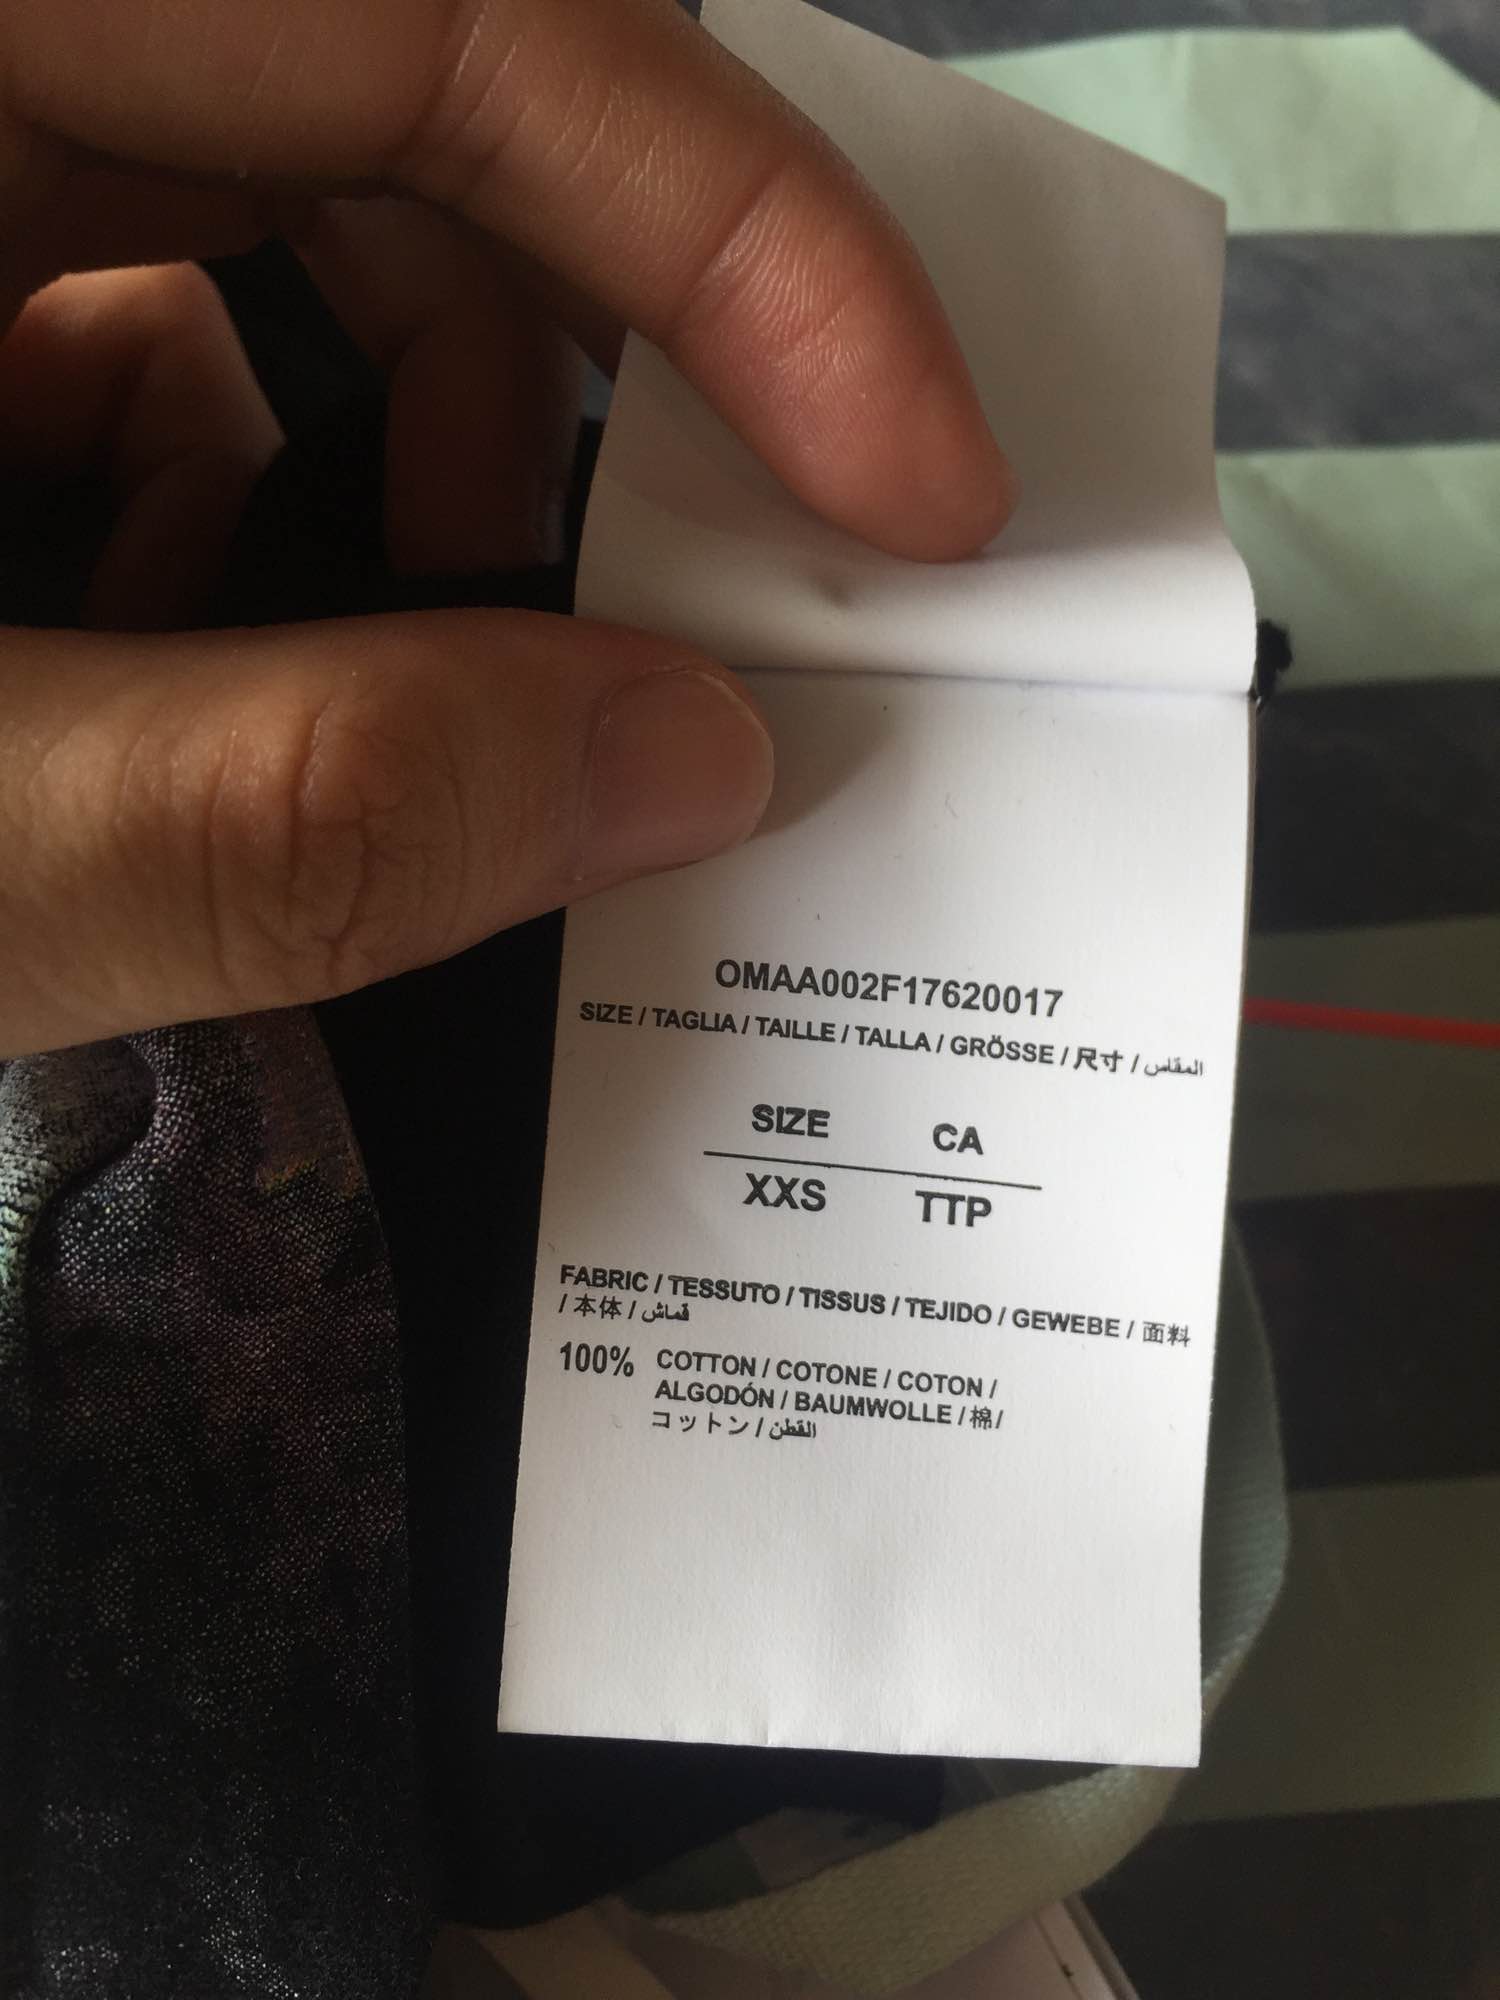 OMAA002F17620017
SIZE / TAGLIA / TAILLE / TALLA / GRÖSSE / 尺寸 / المقاس
SIZE CA
XXS TTP
FABRIC / TESSUTO / TISSUS / TEJIDO / GEWEBE / 面料
/ 本体 / قماش
100% COTTON / COTONE / COTON /
ALGODÓN / BAUMWOLLE / 棉 /
コットン / القطن